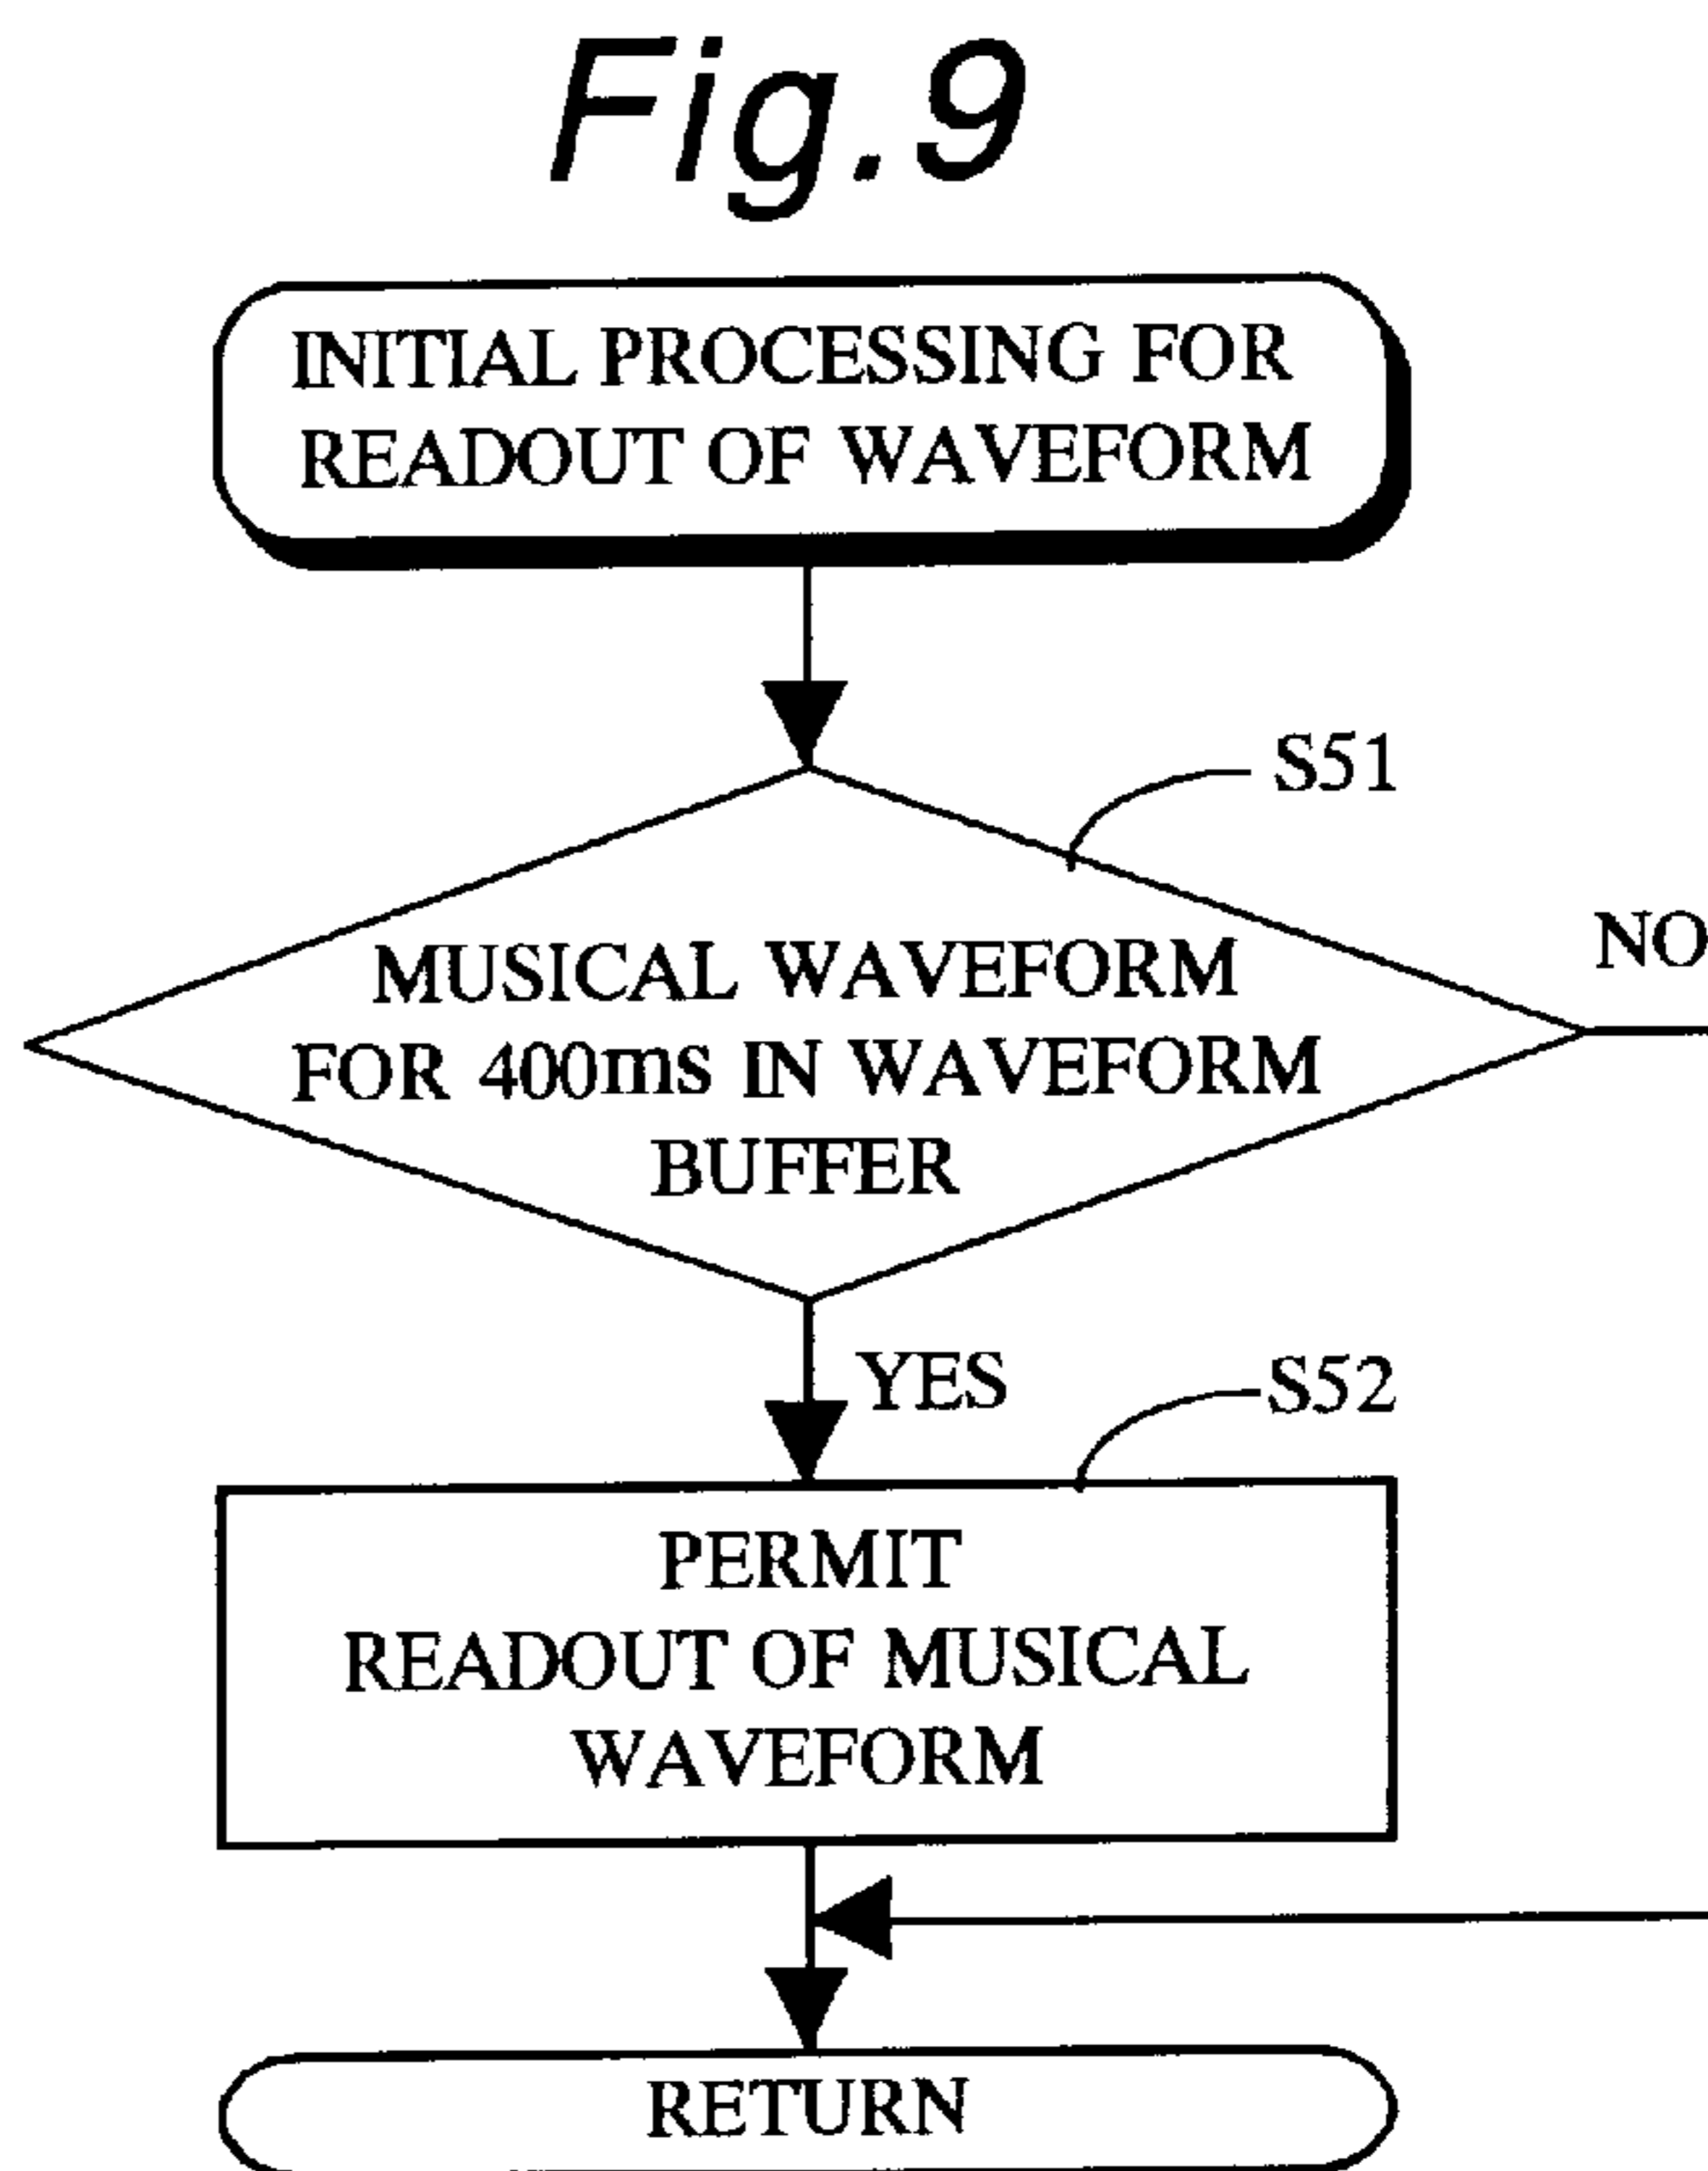 Fig.9
INITIAL PROCESSING FOR
READOUT OF WAVEFORM
S51
MUSICAL WAVEFORM
FOR 400ms IN WAVEFORM
BUFFER
NO
YES
S52
PERMIT
READOUT OF MUSICAL
WAVEFORM
RETURN